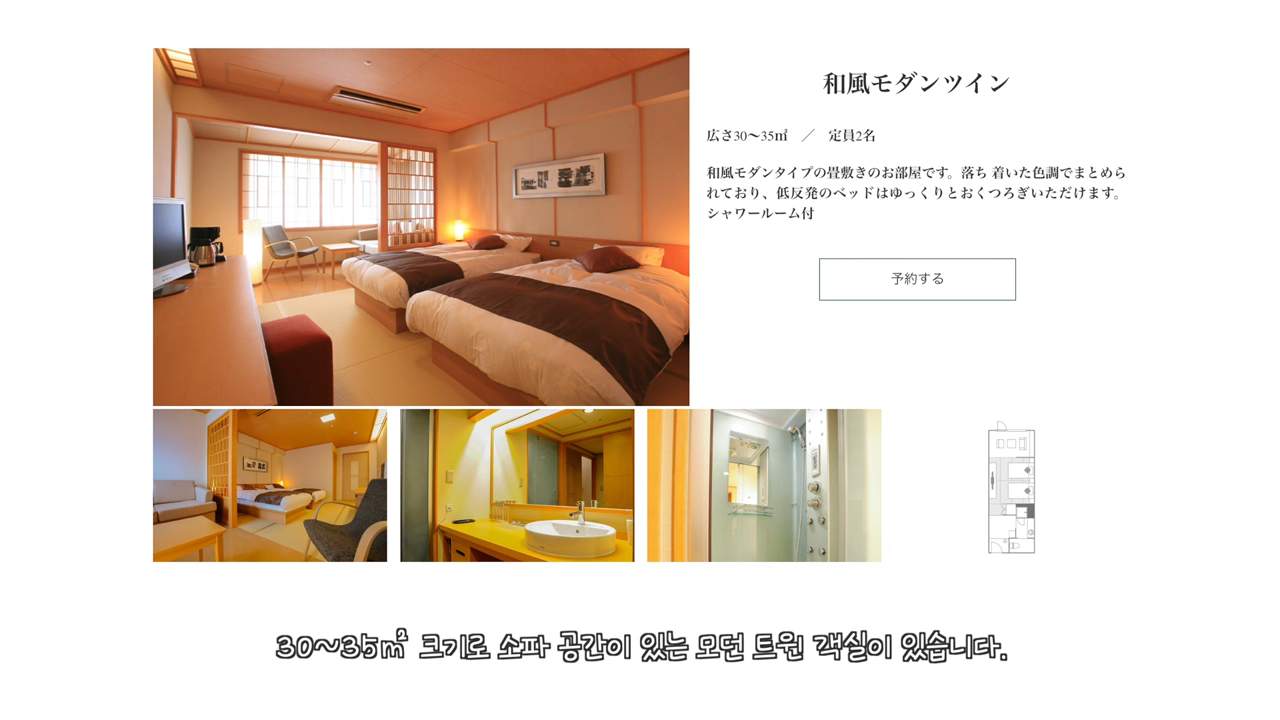 和風モダンツイン
広さ30〜35㎡　／　定員2名
和風モダンタイプの畳敷きのお部屋です。落ち 着いた色調でまとめら
れており、低反発のベッドはゆっくりとおくつろぎいただけます。
シャワールーム付
予約する
30~35m² 크기로 소파 공간이 있는 모던 트윈 객실이 있습니다.